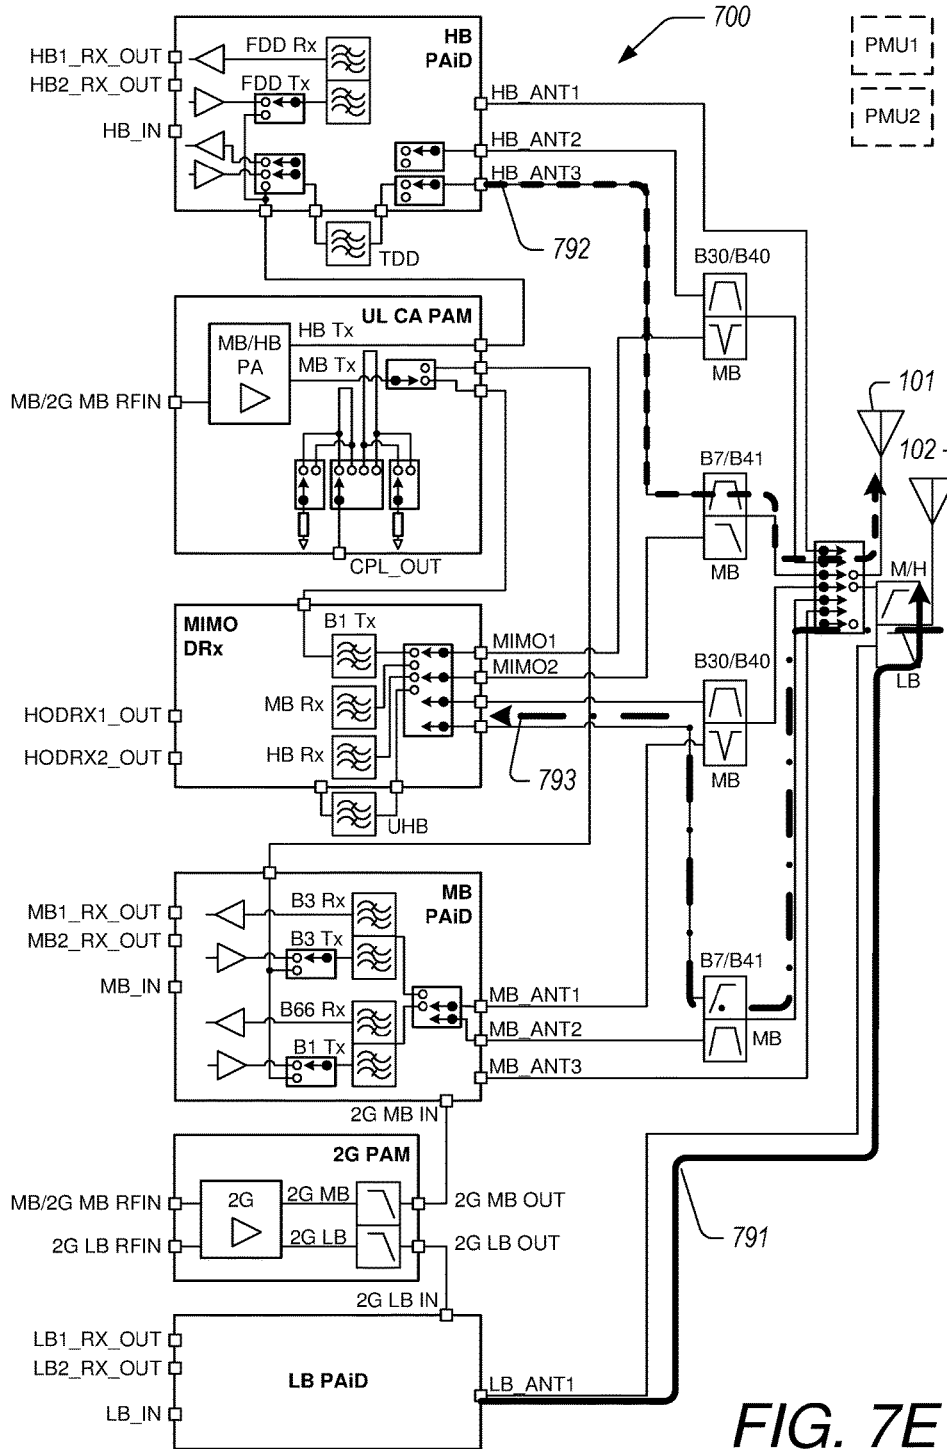 700
PMU1
PMU2
HB
PAiD
HB1_RX_OUT
HB2_RX_OUT
HB_IN
FDD Rx
FDD Tx
TDD
HB_ANT1
HB_ANT2
HB_ANT3
792
B30/B40
MB
UL CA PAM
MB/HB
PA
HB Tx
MB Tx
MB/2G MB RFIN
CPL_OUT
101
102
B7/B41
MB
M/H
LB
MIMO
DRx
B1 Tx
MB Rx
HB Rx
UHB
MIMO1
MIMO2
HODRX1_OUT
HODRX2_OUT
793
B30/B40
MB
MB
PAiD
MB1_RX_OUT
MB2_RX_OUT
MB_IN
B3 Rx
B3 Tx
B66 Rx
B1 Tx
MB_ANT1
MB_ANT2
MB_ANT3
B7/B41
MB
2G MB IN
2G PAM
MB/2G MB RFIN
2G LB RFIN
2G
2G MB
2G LB
2G MB OUT
2G LB OUT
791
2G LB IN
LB1_RX_OUT
LB2_RX_OUT
LB_IN
LB PAiD
LB_ANT1
FIG. 7E